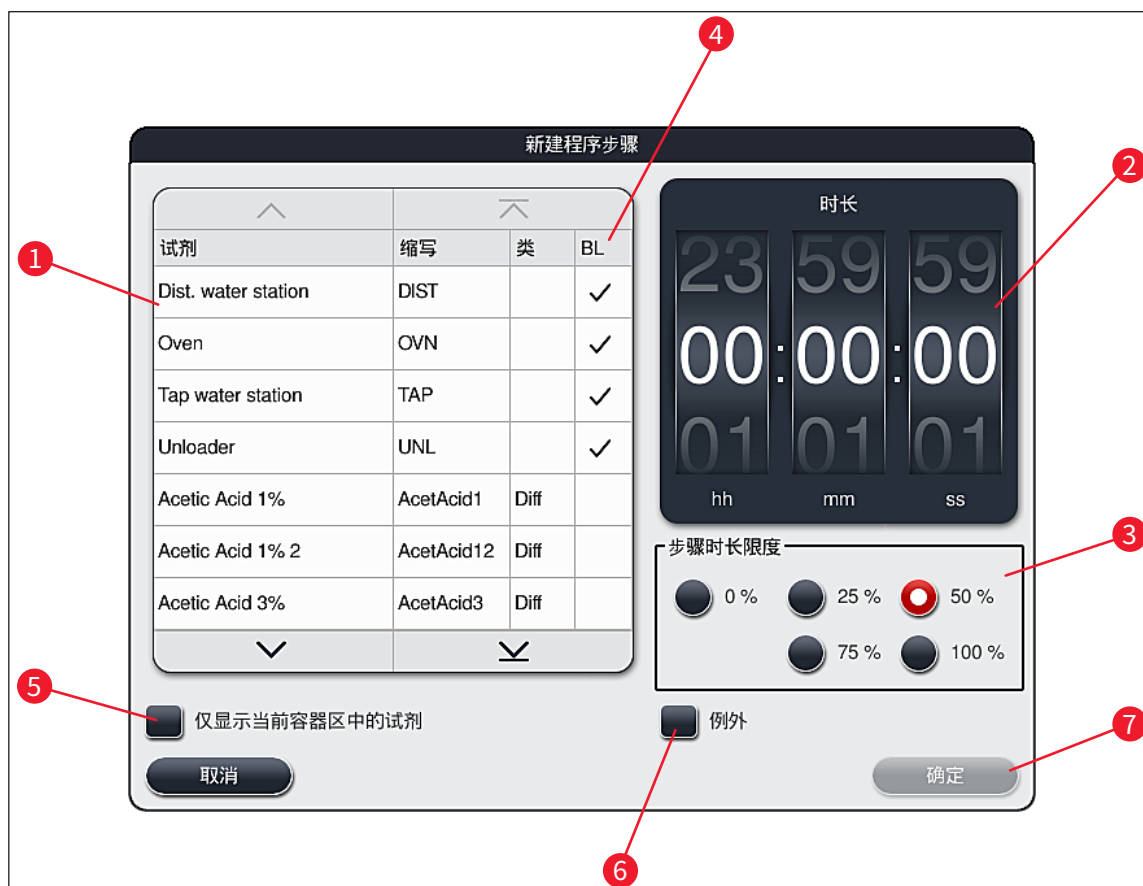 4
新建程序步骤
2
时长
试剂 缩写 类 BL
1
23 59 59
Dist. water station DIST ✓
Oven OVN ✓
00:00:00
Tap water station TAP ✓
Unloader UNL ✓
01 01 01
Acetic Acid 1% AcetAcid1 Diff
hh mm ss
Acetic Acid 1% 2 AcetAcid12 Diff
步骤时长限度
3
Acetic Acid 3% AcetAcid3 Diff
0 % 25 % 50 %
75 % 100 %
5
仅显示当前容器区中的试剂
例外
7
取消
确定
6